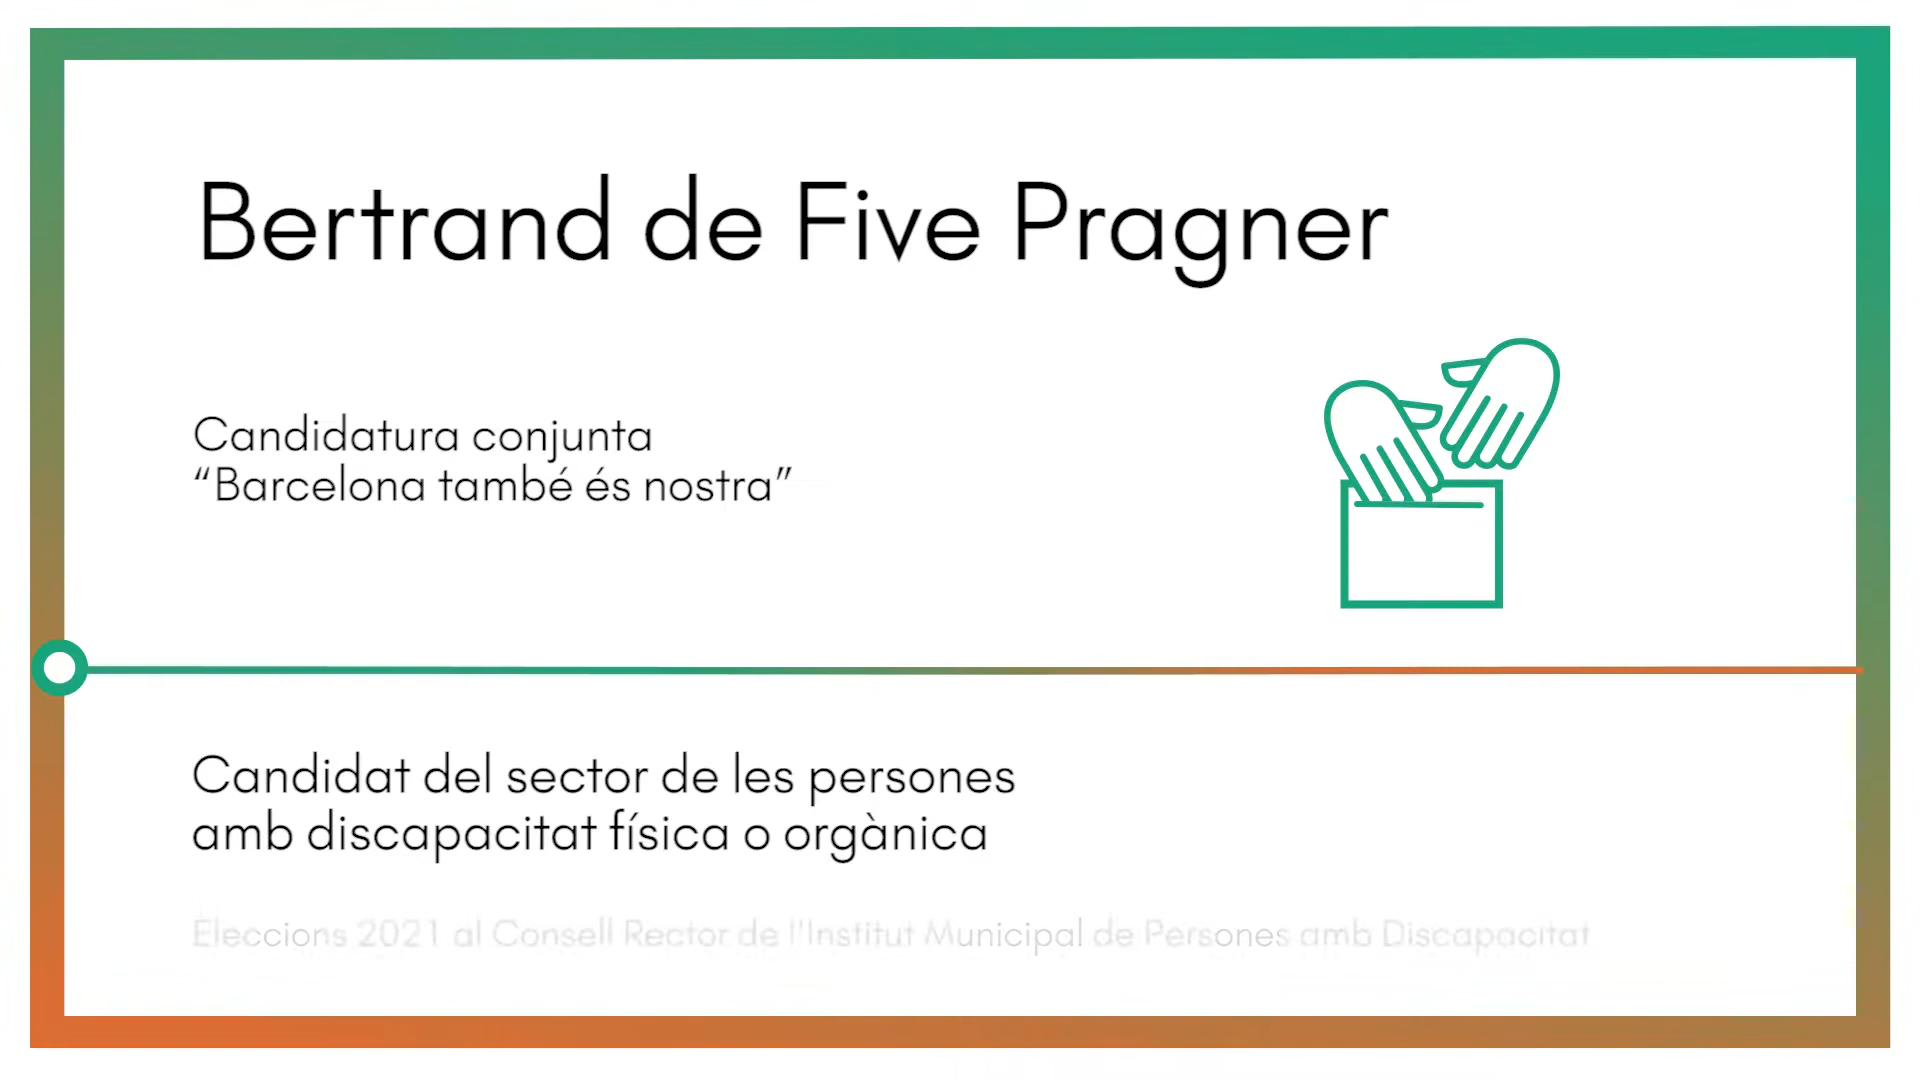 Bertrand de Five Pragner
Candidatura conjunta
“Barcelona també és nostra”
Candidat del sector de les persones
amb discapacitat física o orgànica
Eleccions 2021 al Consell Rector de l'Institut Municipal de Persones amb Discapacitat